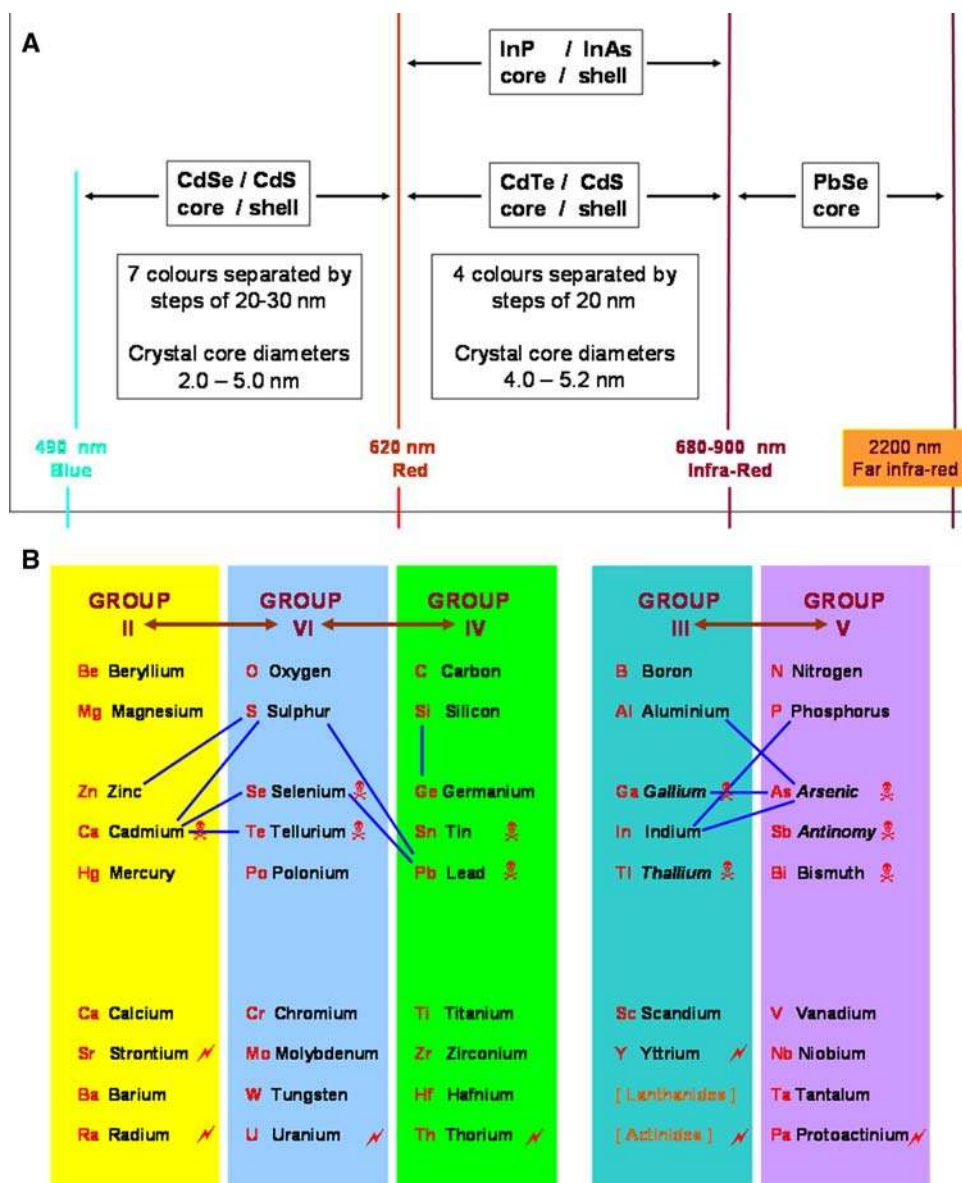 A
InP / InAs
core / shell
CdSe / CdS
core / shell
CdTe / CdS
core / shell
PbSe
core
7 colours separated by
steps of 20-30 nm
Crystal core diameters
2.0 – 5.0 nm
4 colours separated by
steps of 20 nm
Crystal core diameters
4.0 – 5.2 nm
490 nm
Blue
620 nm
Red
680-900 nm
Infra-Red
2200 nm
Far infra-red
B
GROUP
II
GROUP
VI
GROUP
IV
GROUP
III
GROUP
V
Be Beryllium O Oxygen C Carbon B Boron N Nitrogen
Mg Magnesium S Sulphur Si Silicon Al Aluminium P Phosphorus
Zn Zinc Se Selenium Ge Germanium Ga Gallium As Arsenic
Ca Cadmium Te Tellurium Sn Tin In Indium Sb Antinomy
Hg Mercury Po Polonium Pb Lead Tl Thallium Bi Bismuth
Ca Calcium Cr Chromium Ti Titanium Sc Scandium V Vanadium
Sr Strontium Mo Molybdenum Zr Zirconium Y Yttrium Nb Niobium
Ba Barium W Tungsten Hf Hafnium [ Lanthanides ] Ta Tantalum
Ra Radium U Uranium Th Thorium [ Actinides ] Pa Protoactinium